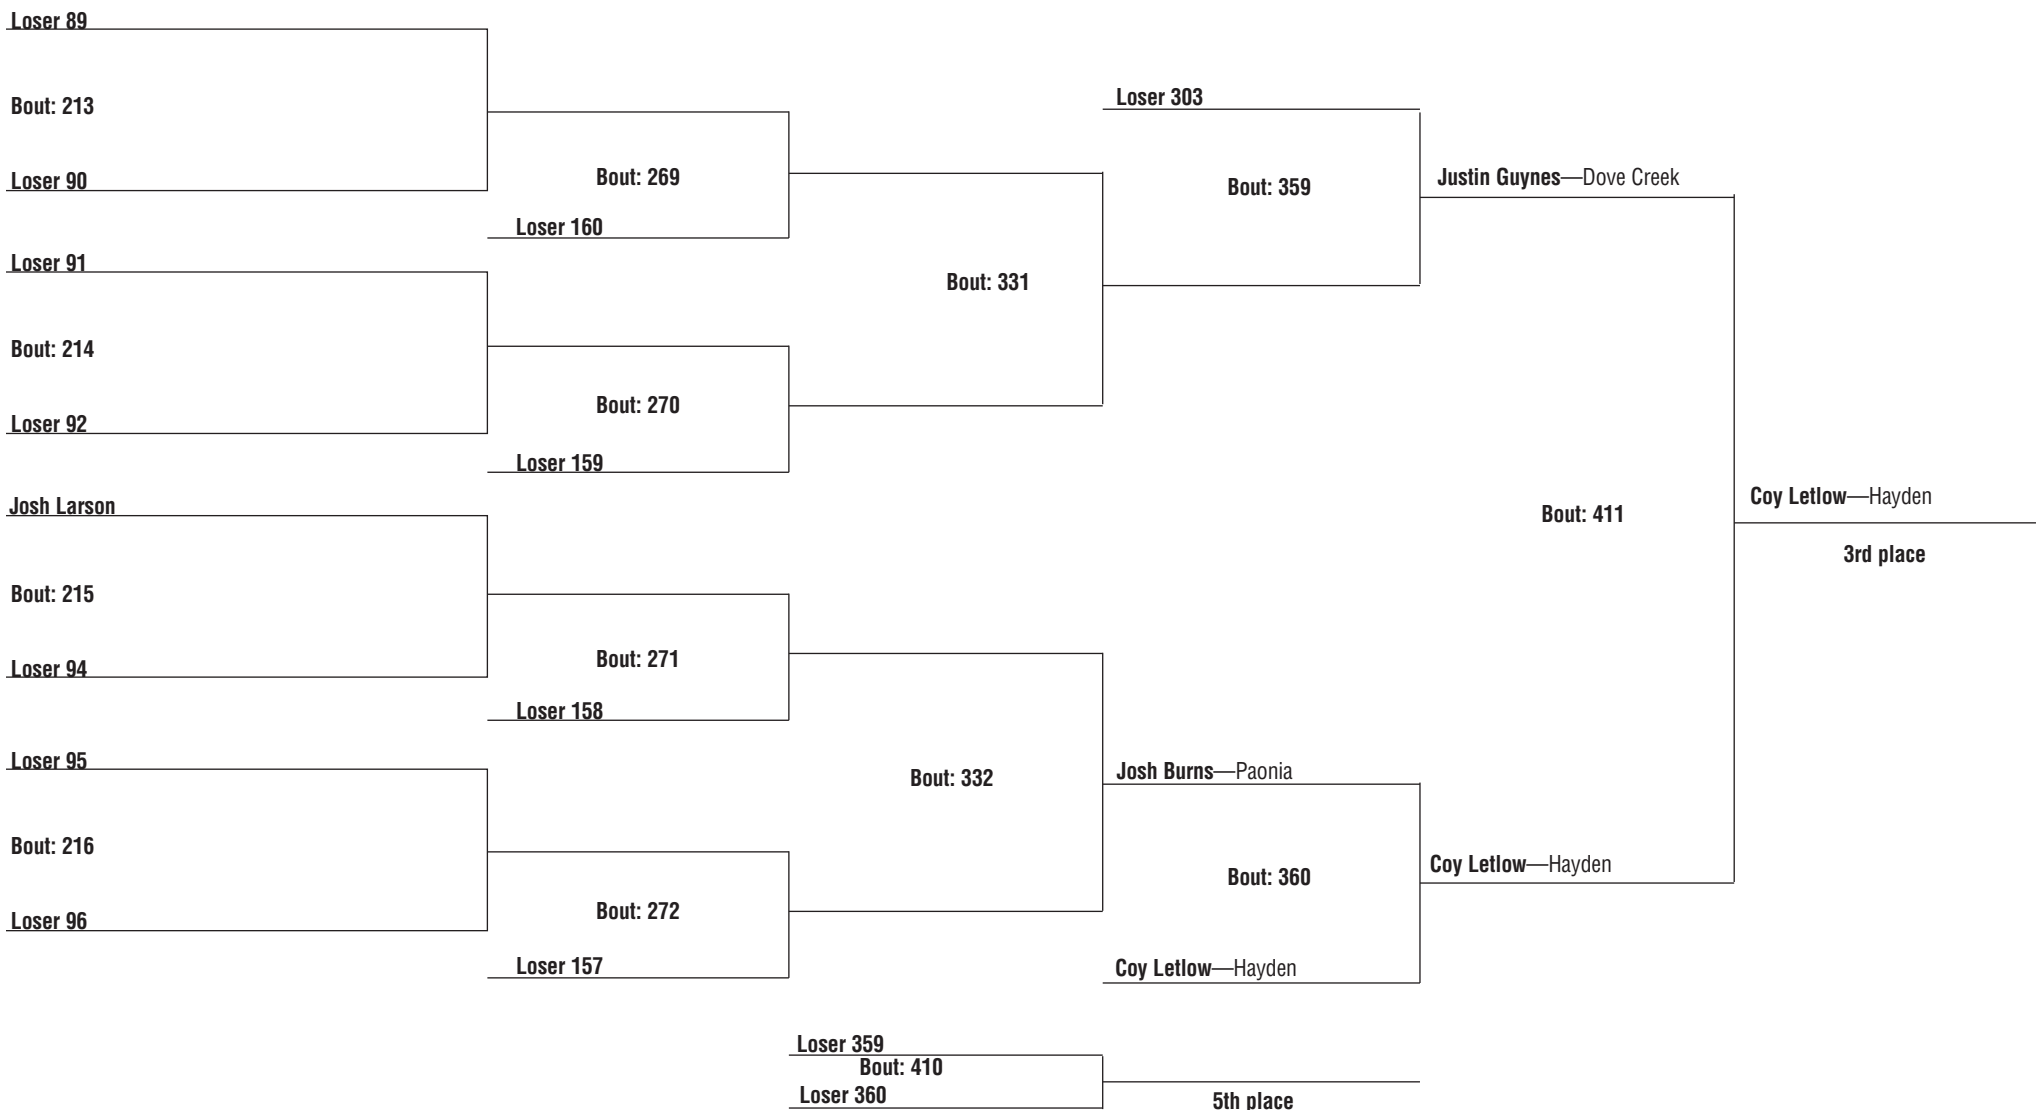 Loser 89
Bout: 213
Loser 90
Loser 91
Bout: 214
Loser 92
Josh Larson
Bout: 215
Loser 94
Loser 95
Bout: 216
Loser 96
Bout: 269
Loser 160
Bout: 270
Loser 159
Bout: 271
Loser 158
Bout: 272
Loser 157
Bout: 331
Bout: 332
Loser 303
Bout: 359
Josh Burns—Paonia
Bout: 360
Coy Letlow—Hayden
Justin Guynes—Dove Creek
Bout: 411
Coy Letlow—Hayden
Coy Letlow—Hayden
3rd place
Loser 359
Bout: 410
Loser 360
5th place